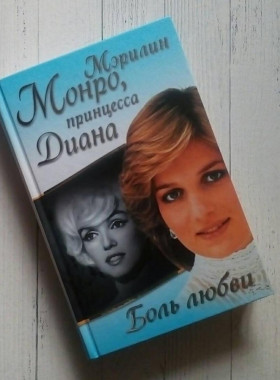 Мэрилин
Монро,
принцесса
Диана
Боль любви